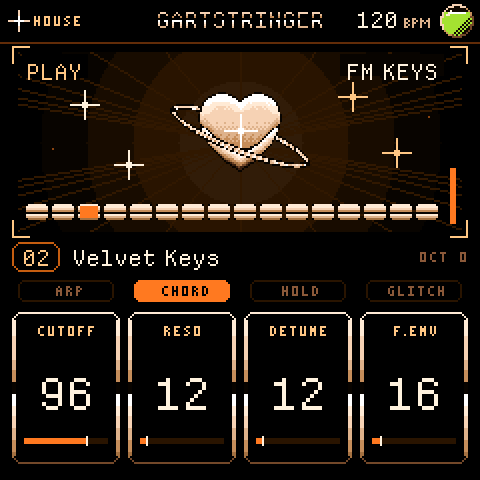 HOUSE GARTSTRINGER 120 BPM
PLAY FM KEYS
02 Velvet Keys OCT 0
ARP CHORD HOLD GLITCH
CUTOFF RESO DETUNE F.ENV
96 12 12 16